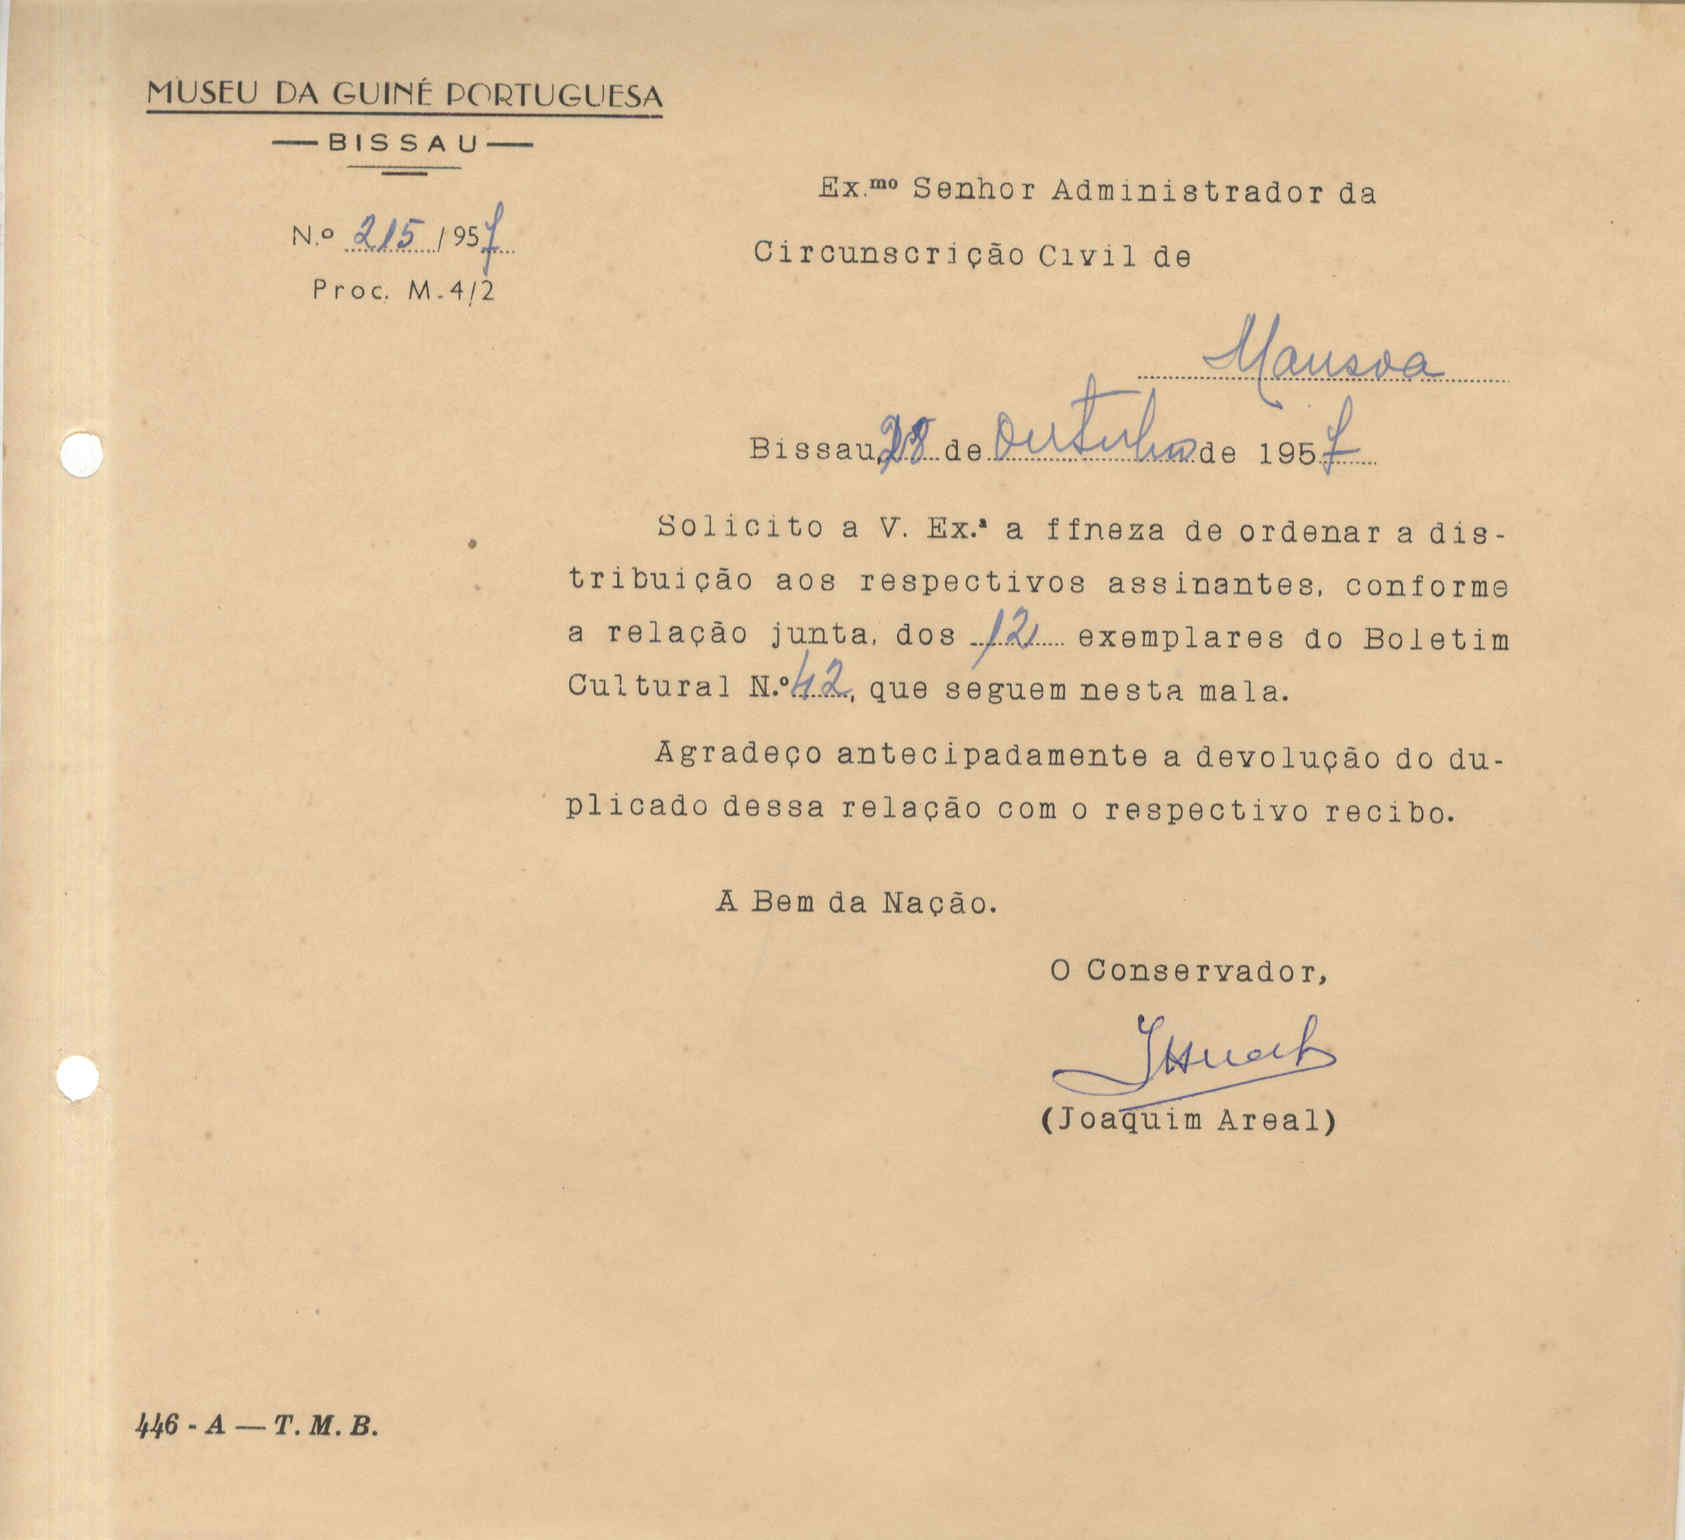 MUSEU DA GUINÉ PORTUGUESA
BISSAU
N.º 215 / 957
Proc. M.4/2
Ex.mo Senhor Administrador da
Circunscrição Civil de
Mansoa
Bissau, 28 de Outubro de 1957
Solicito a V. Ex.ª a ffneza de ordenar a dis-
tribuição aos respectivos assinantes, conforme
a relação junta, dos 12 exemplares do Boletim
Cultural N.º 42, que seguem nesta mala.
Agradeço antecipadamente a devolução do du-
plicado dessa relação com o respectivo recibo.
A Bem da Nação.
O Conservador,
(Joaquim Areal)
446 - A — T. M. B.